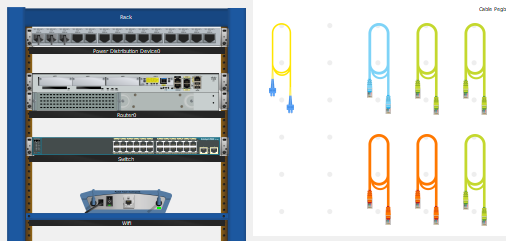 Rack
Cable Pegb
Power Distribution Device0
Router0
Switch
Wifi